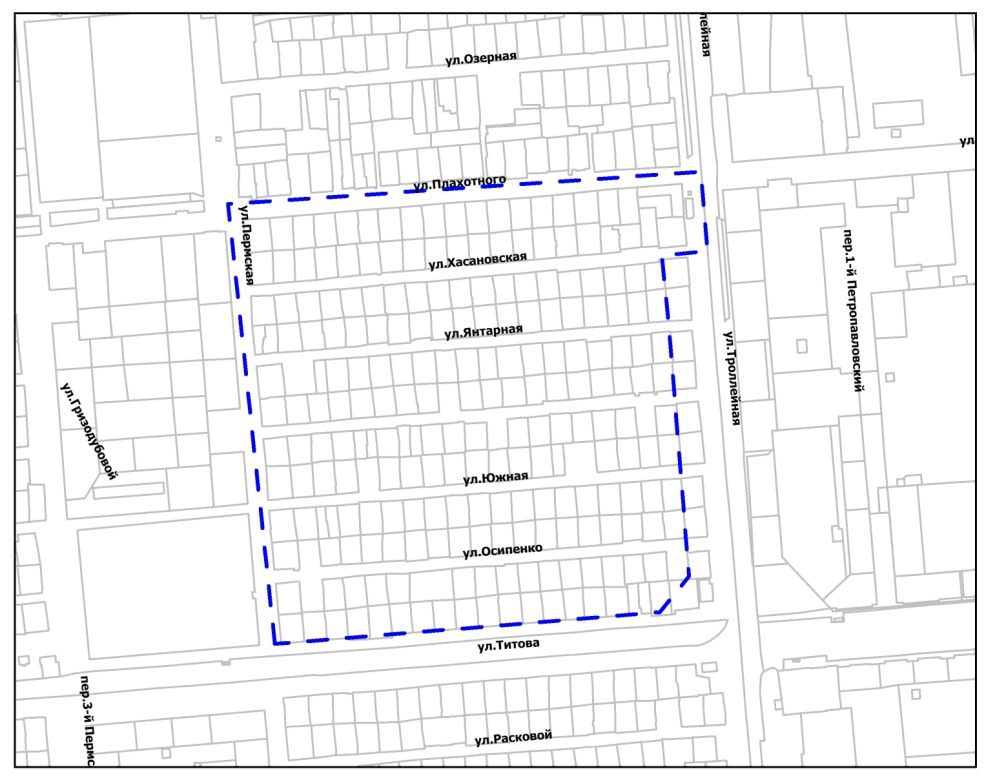 лейная
ул.Озерная
ул
ул.Плахотного
ул.Пермская
ул.Хасановская
пер.1-й Петропавловский
ул.Янтарная
ул.Троллейная
ул.Гризодубовой
ул.Южная
ул.Осипенко
ул.Титова
пер.3-й Пермс
ул.Расковой